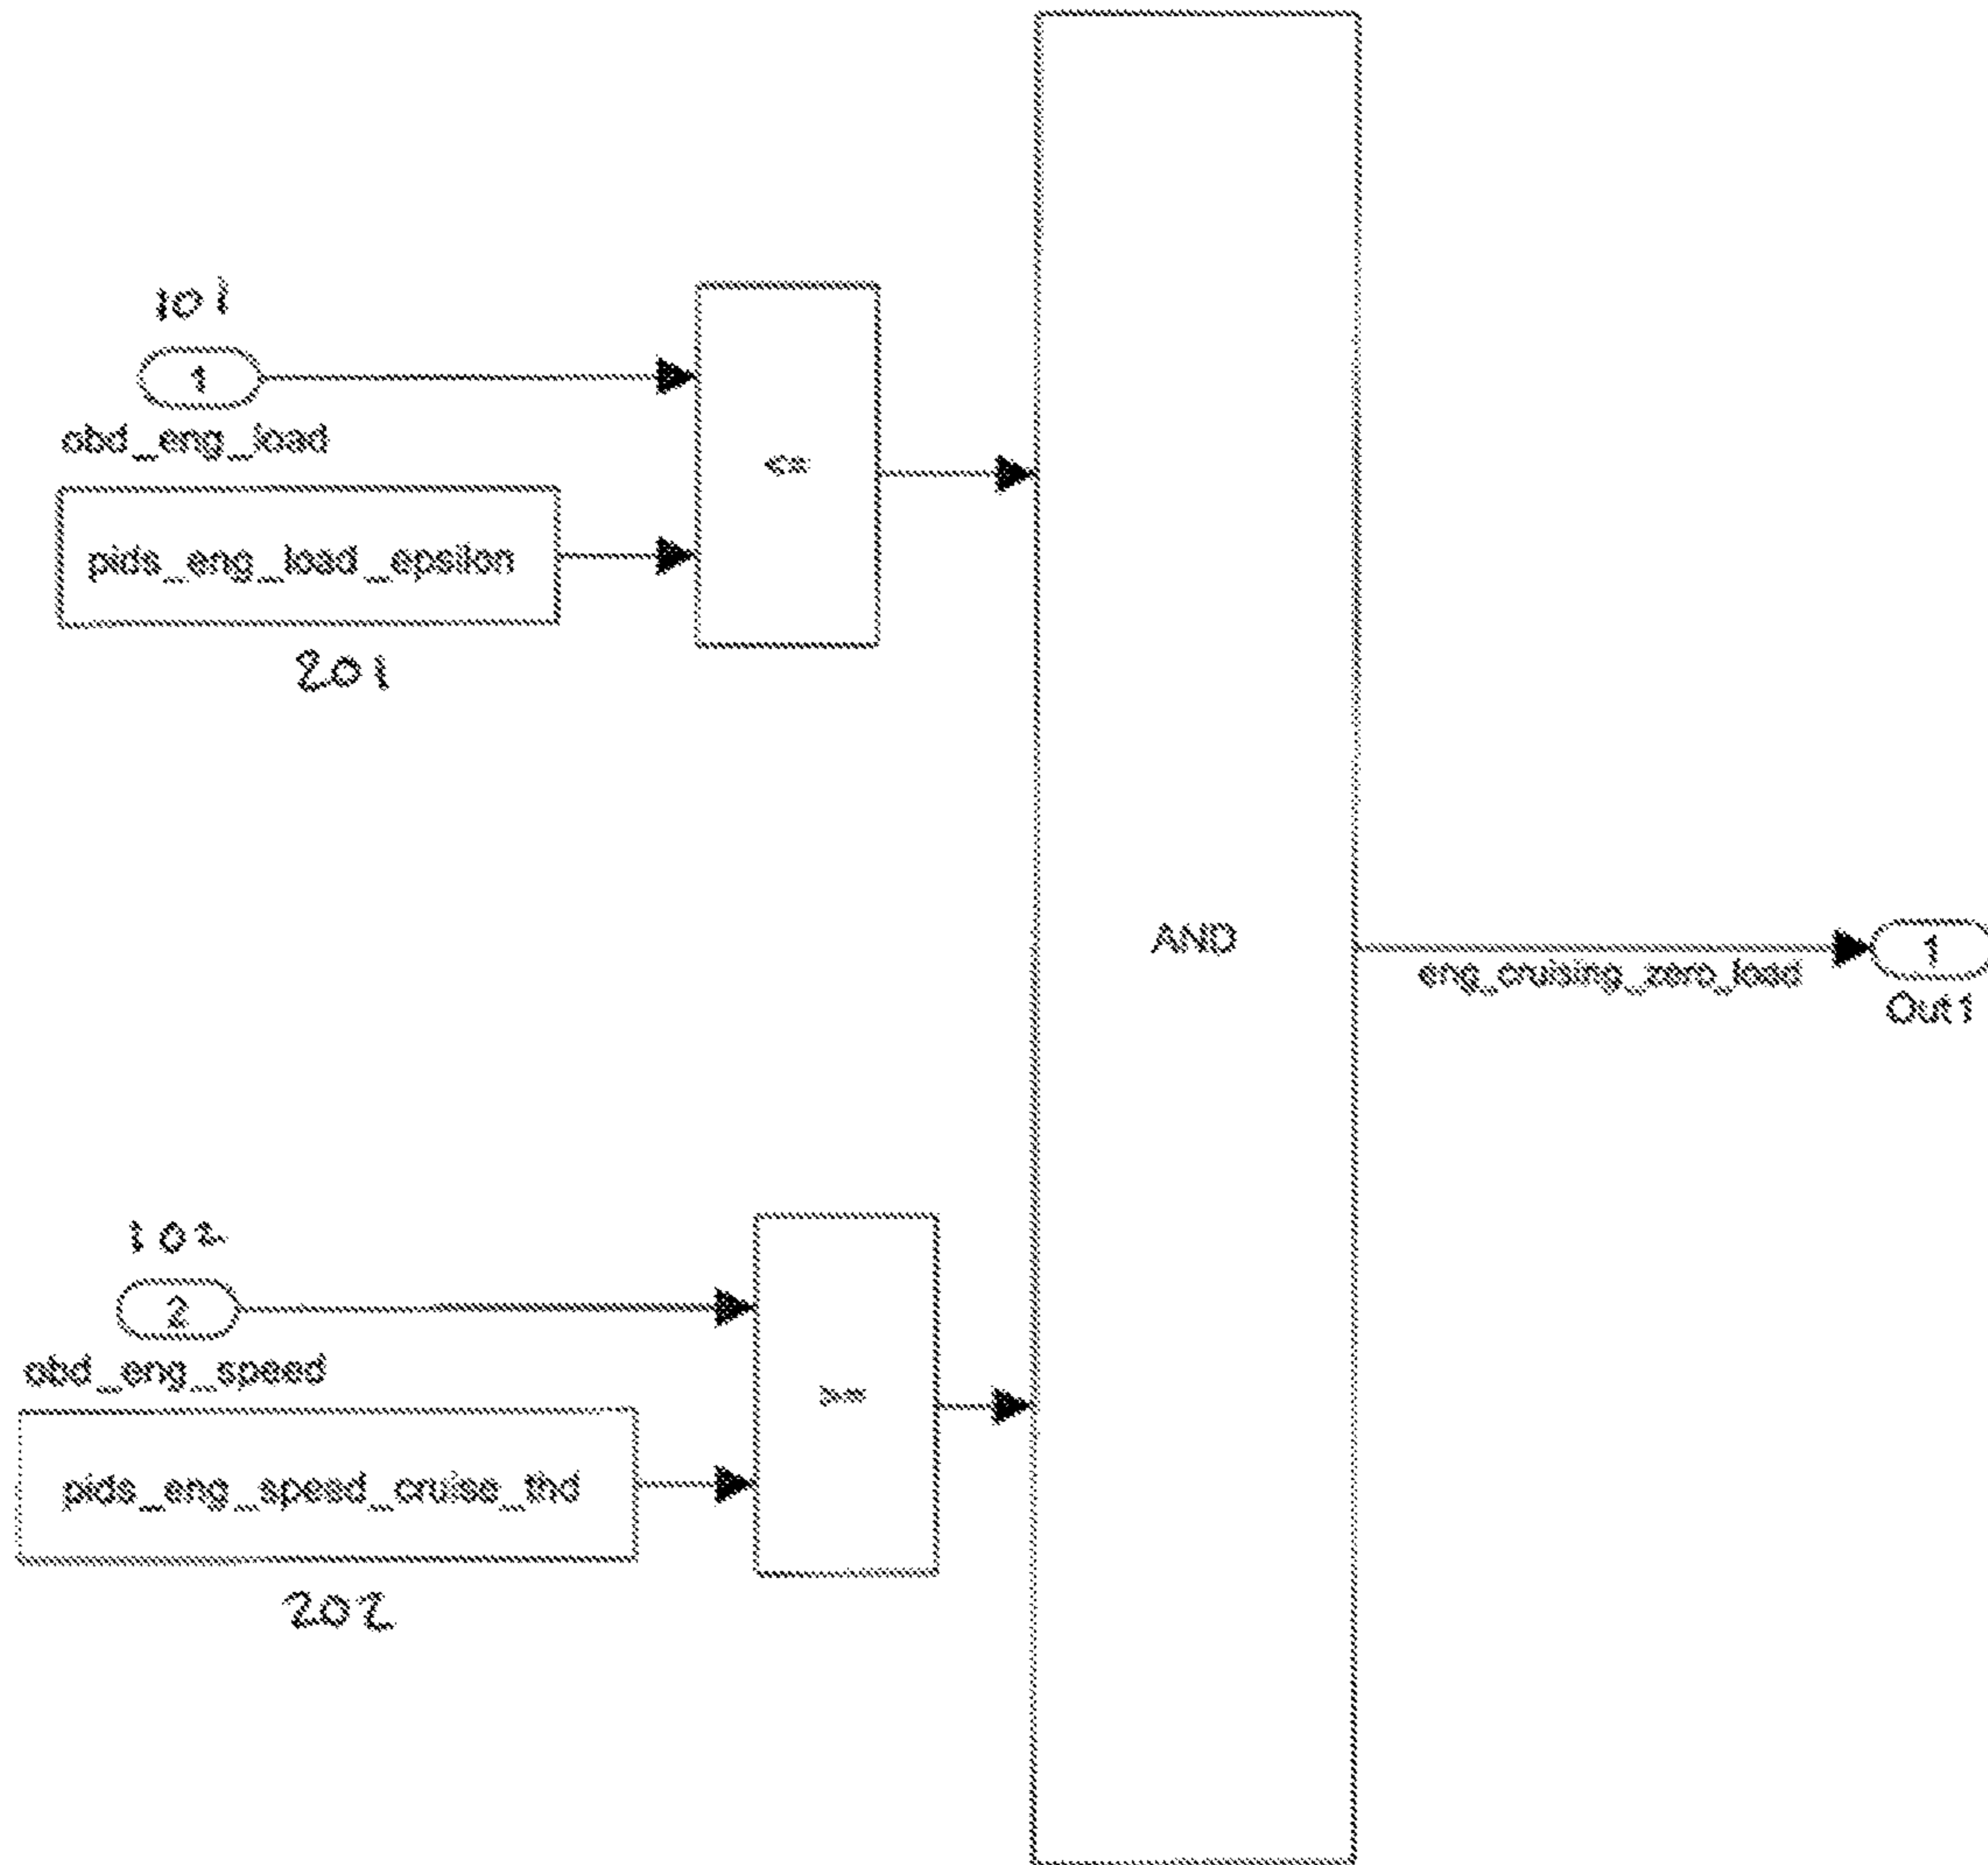 101
1
obd_eng_load
pids_eng_load_epsilon
201
<=
AND
eng_cruising_zero_load
1
Out1
102
2
obd_eng_speed
pids_eng_speed_cruise_thd
202
>=